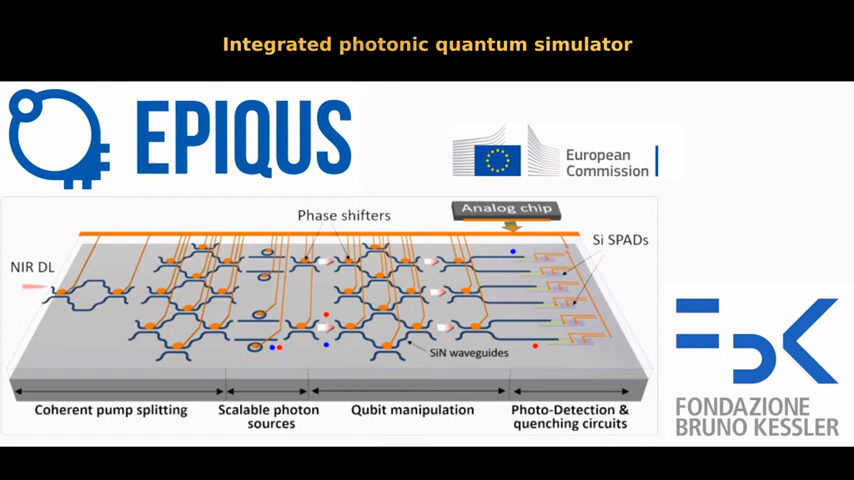 Integrated photonic quantum simulator
EPIQUS
European
Commission
Analog chip
Phase shifters
Si SPADs
NIR DL
SiN waveguides
Coherent pump splitting
Scalable photon
sources
Qubit manipulation
Photo-Detection &
quenching circuits
FBK
FONDAZIONE
BRUNO KESSLER